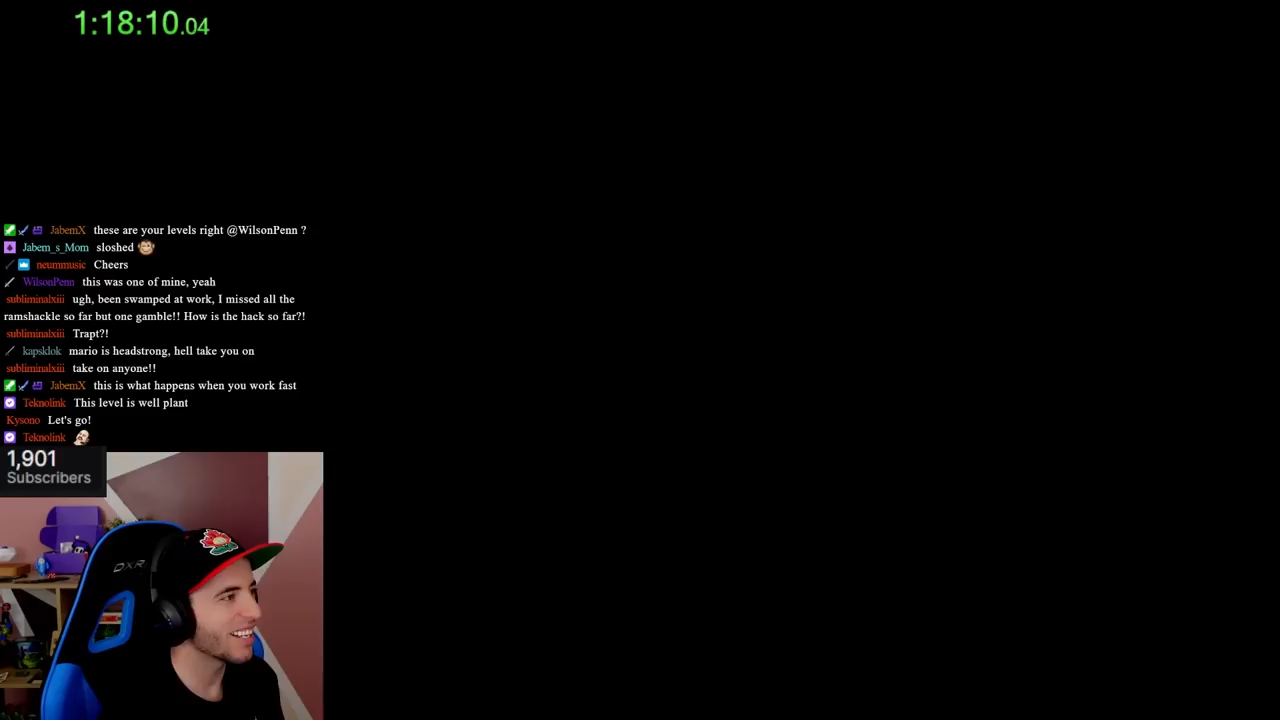 1:18:10.04
JabemX these are your levels right @WilsonPenn ?
Jabem_s_Mom sloshed
neummusic Cheers
WilsonPenn this was one of mine, yeah
subliminalxiii ugh, been swamped at work, I missed all the
ramshackle so far but one gamble!! How is the hack so far?!
subliminalxiii Trapt?!
kapsklok mario is headstrong, hell take you on
subliminalxiii take on anyone!!
JabemX this is what happens when you work fast
Teknolink This level is well plant
Kysono Let's go!
Teknolink
1,901
Subscribers
DXR